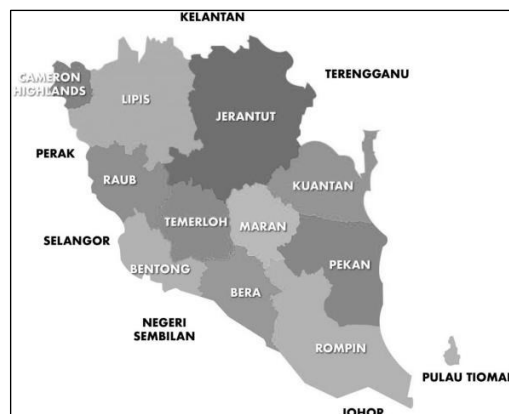 KELANTAN
TERENGGANU
CAMERON
HIGHLANDS
LIPIS
JERANTUT
PERAK
RAUB
KUANTAN
TEMERLOH
MARAN
SELANGOR
BENTONG
PEKAN
BERA
NEGERI
SEMBILAN
ROMPIN
PULAU TIOMAN
JOHOR